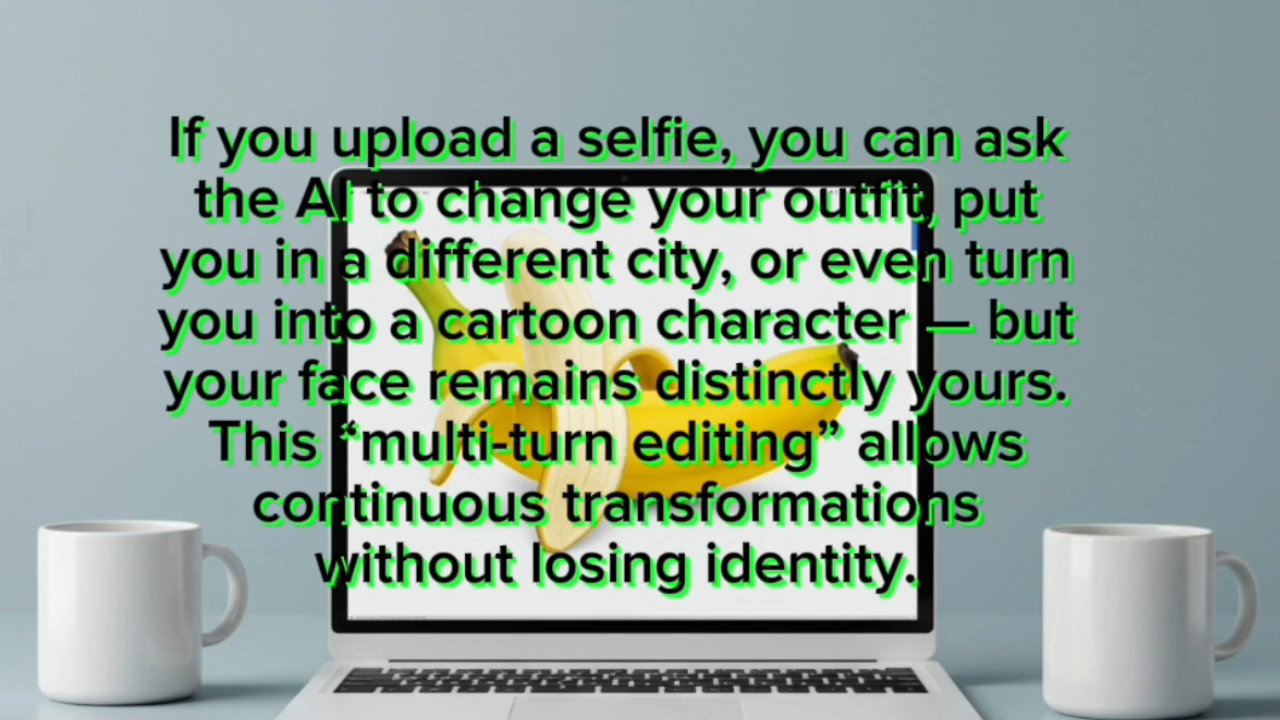 If you upload a selfie, you can ask
the AI to change your outfit, put
you in a different city, or even turn
you into a cartoon character — but
your face remains distinctly yours.
This “multi-turn editing” allows
continuous transformations
without losing identity.